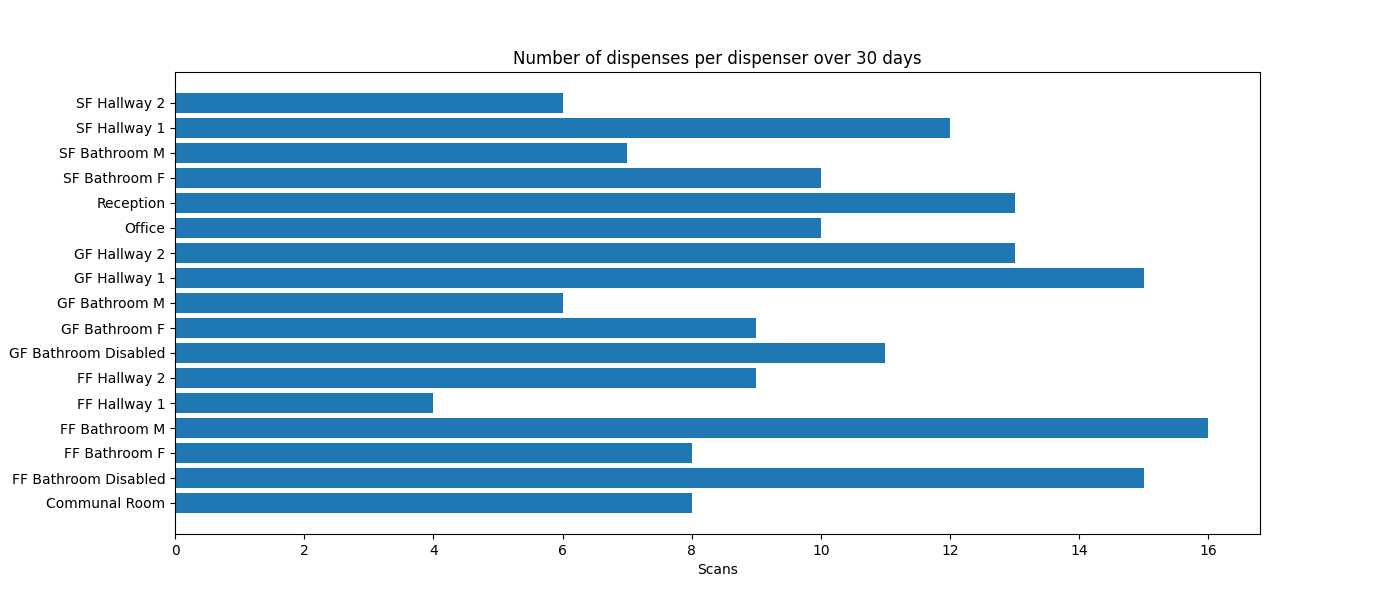 Number of dispenses per dispenser over 30 days
SF Hallway 2
SF Hallway 1
SF Bathroom M
SF Bathroom F
Reception
Office
GF Hallway 2
GF Hallway 1
GF Bathroom M
GF Bathroom F
GF Bathroom Disabled
FF Hallway 2
FF Hallway 1
FF Bathroom M
FF Bathroom F
FF Bathroom Disabled
Communal Room
0 2 4 6 8 10 12 14 16
Scans